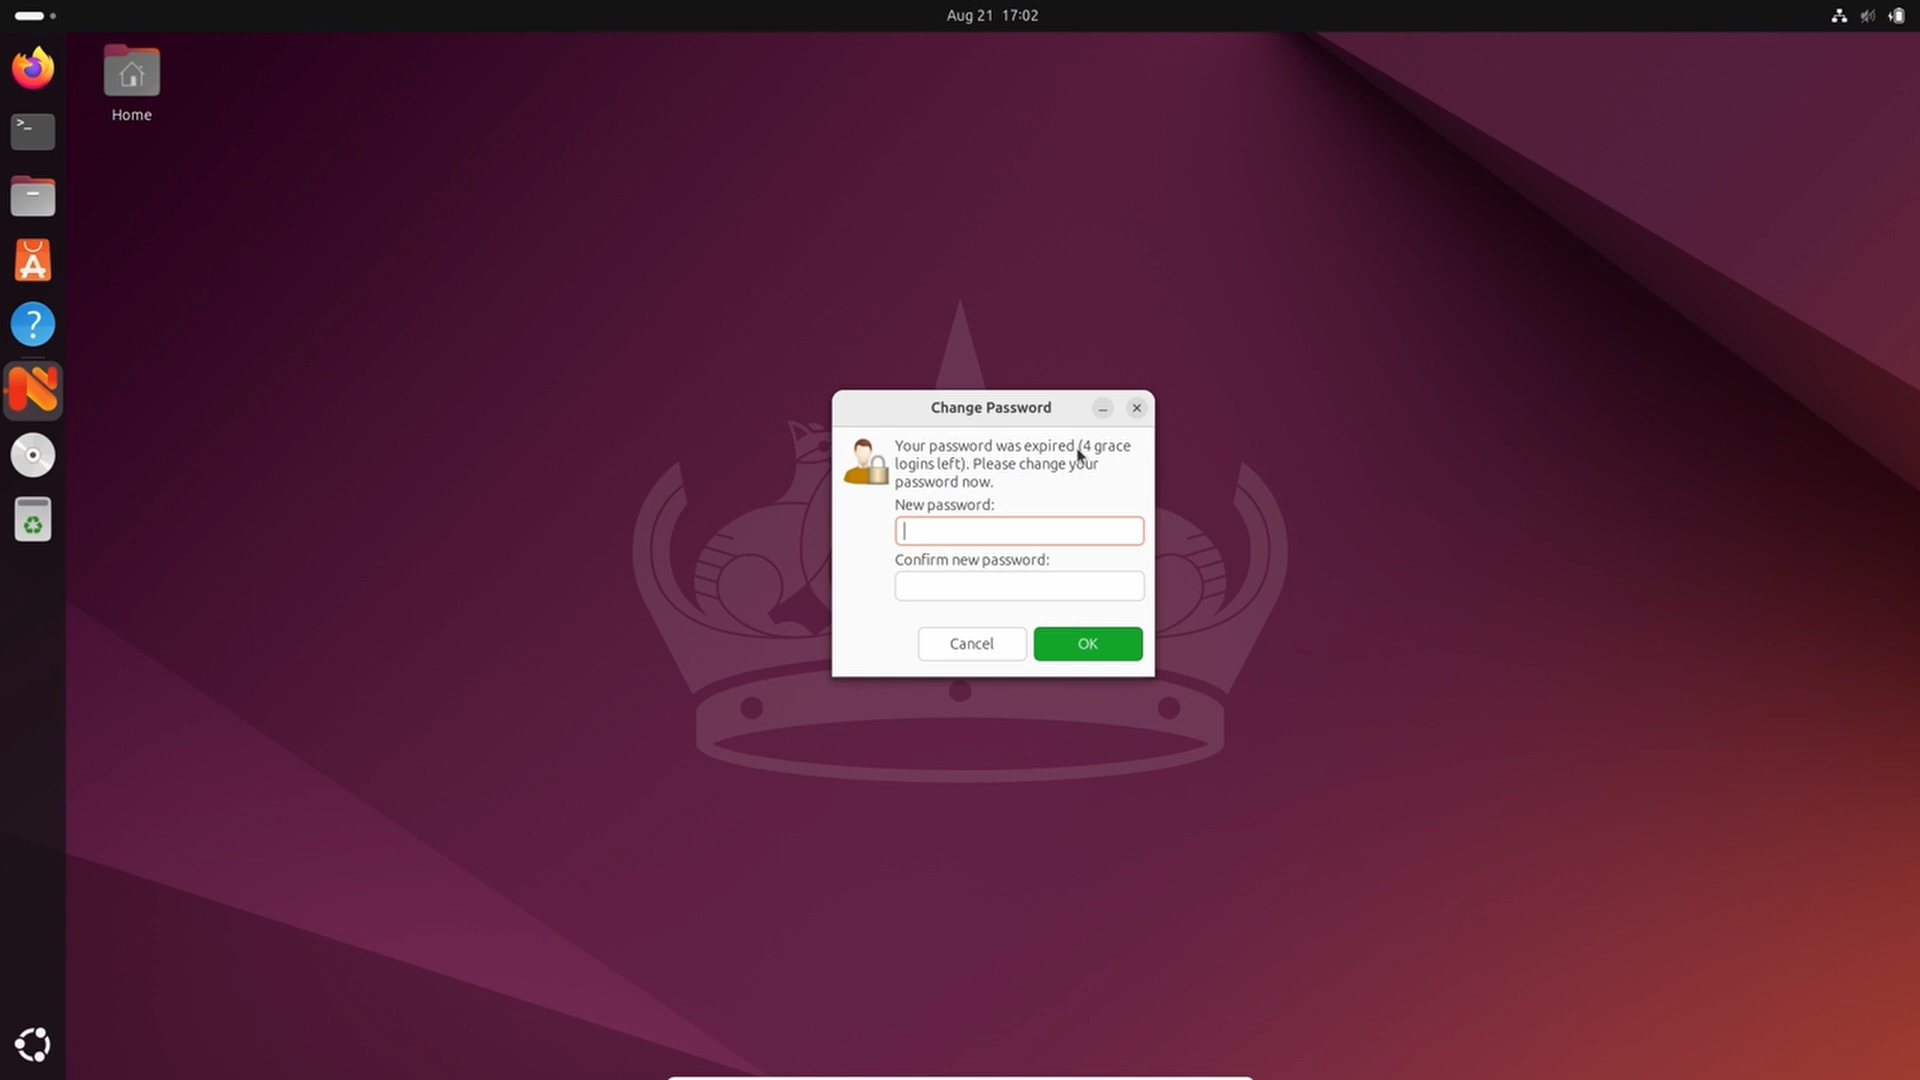 Aug 21 17:02
Home
Change Password
Your password was expired (4 grace
logins left). Please change your
password now.
New password:
Confirm new password:
Cancel
OK